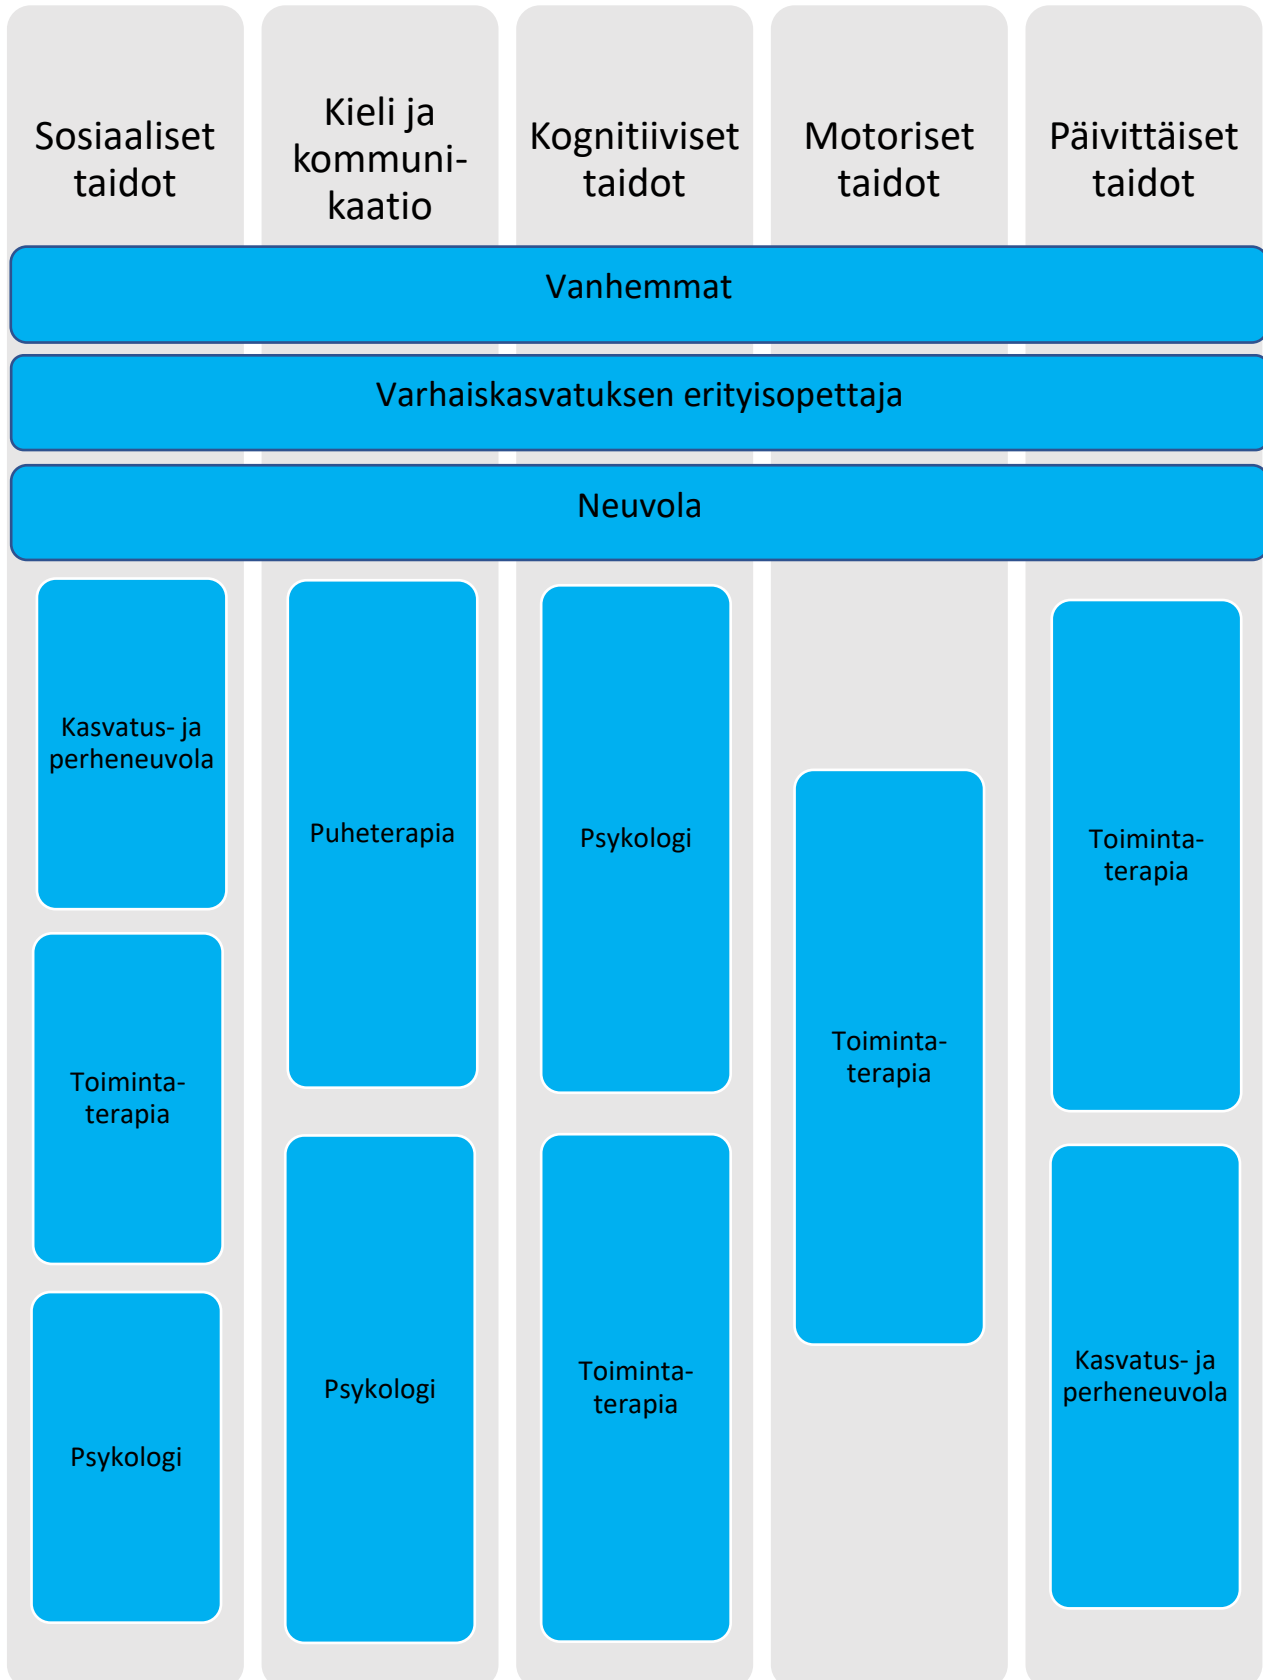 Sosiaaliset
taidot
Kieli ja
kommuni-
kaatio
Kognitiiviset
taidot
Motoriset
taidot
Päivittäiset
taidot
Vanhemmat
Varhaiskasvatuksen erityisopettaja
Neuvola
Kasvatus- ja
perheneuvola
Toiminta-
terapia
Psykologi
Puheterapia
Psykologi
Psykologi
Toiminta-
terapia
Toiminta-
terapia
Toiminta-
terapia
Kasvatus- ja
perheneuvola